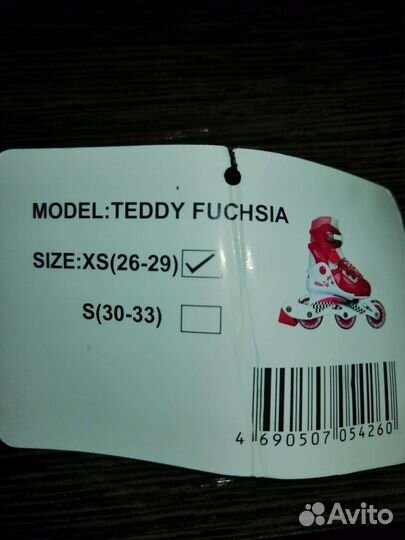 MODEL:TEDDY FUCHSIA
SIZE:XS(26-29) ✓
S(30-33)
4 690507 054260
Avito